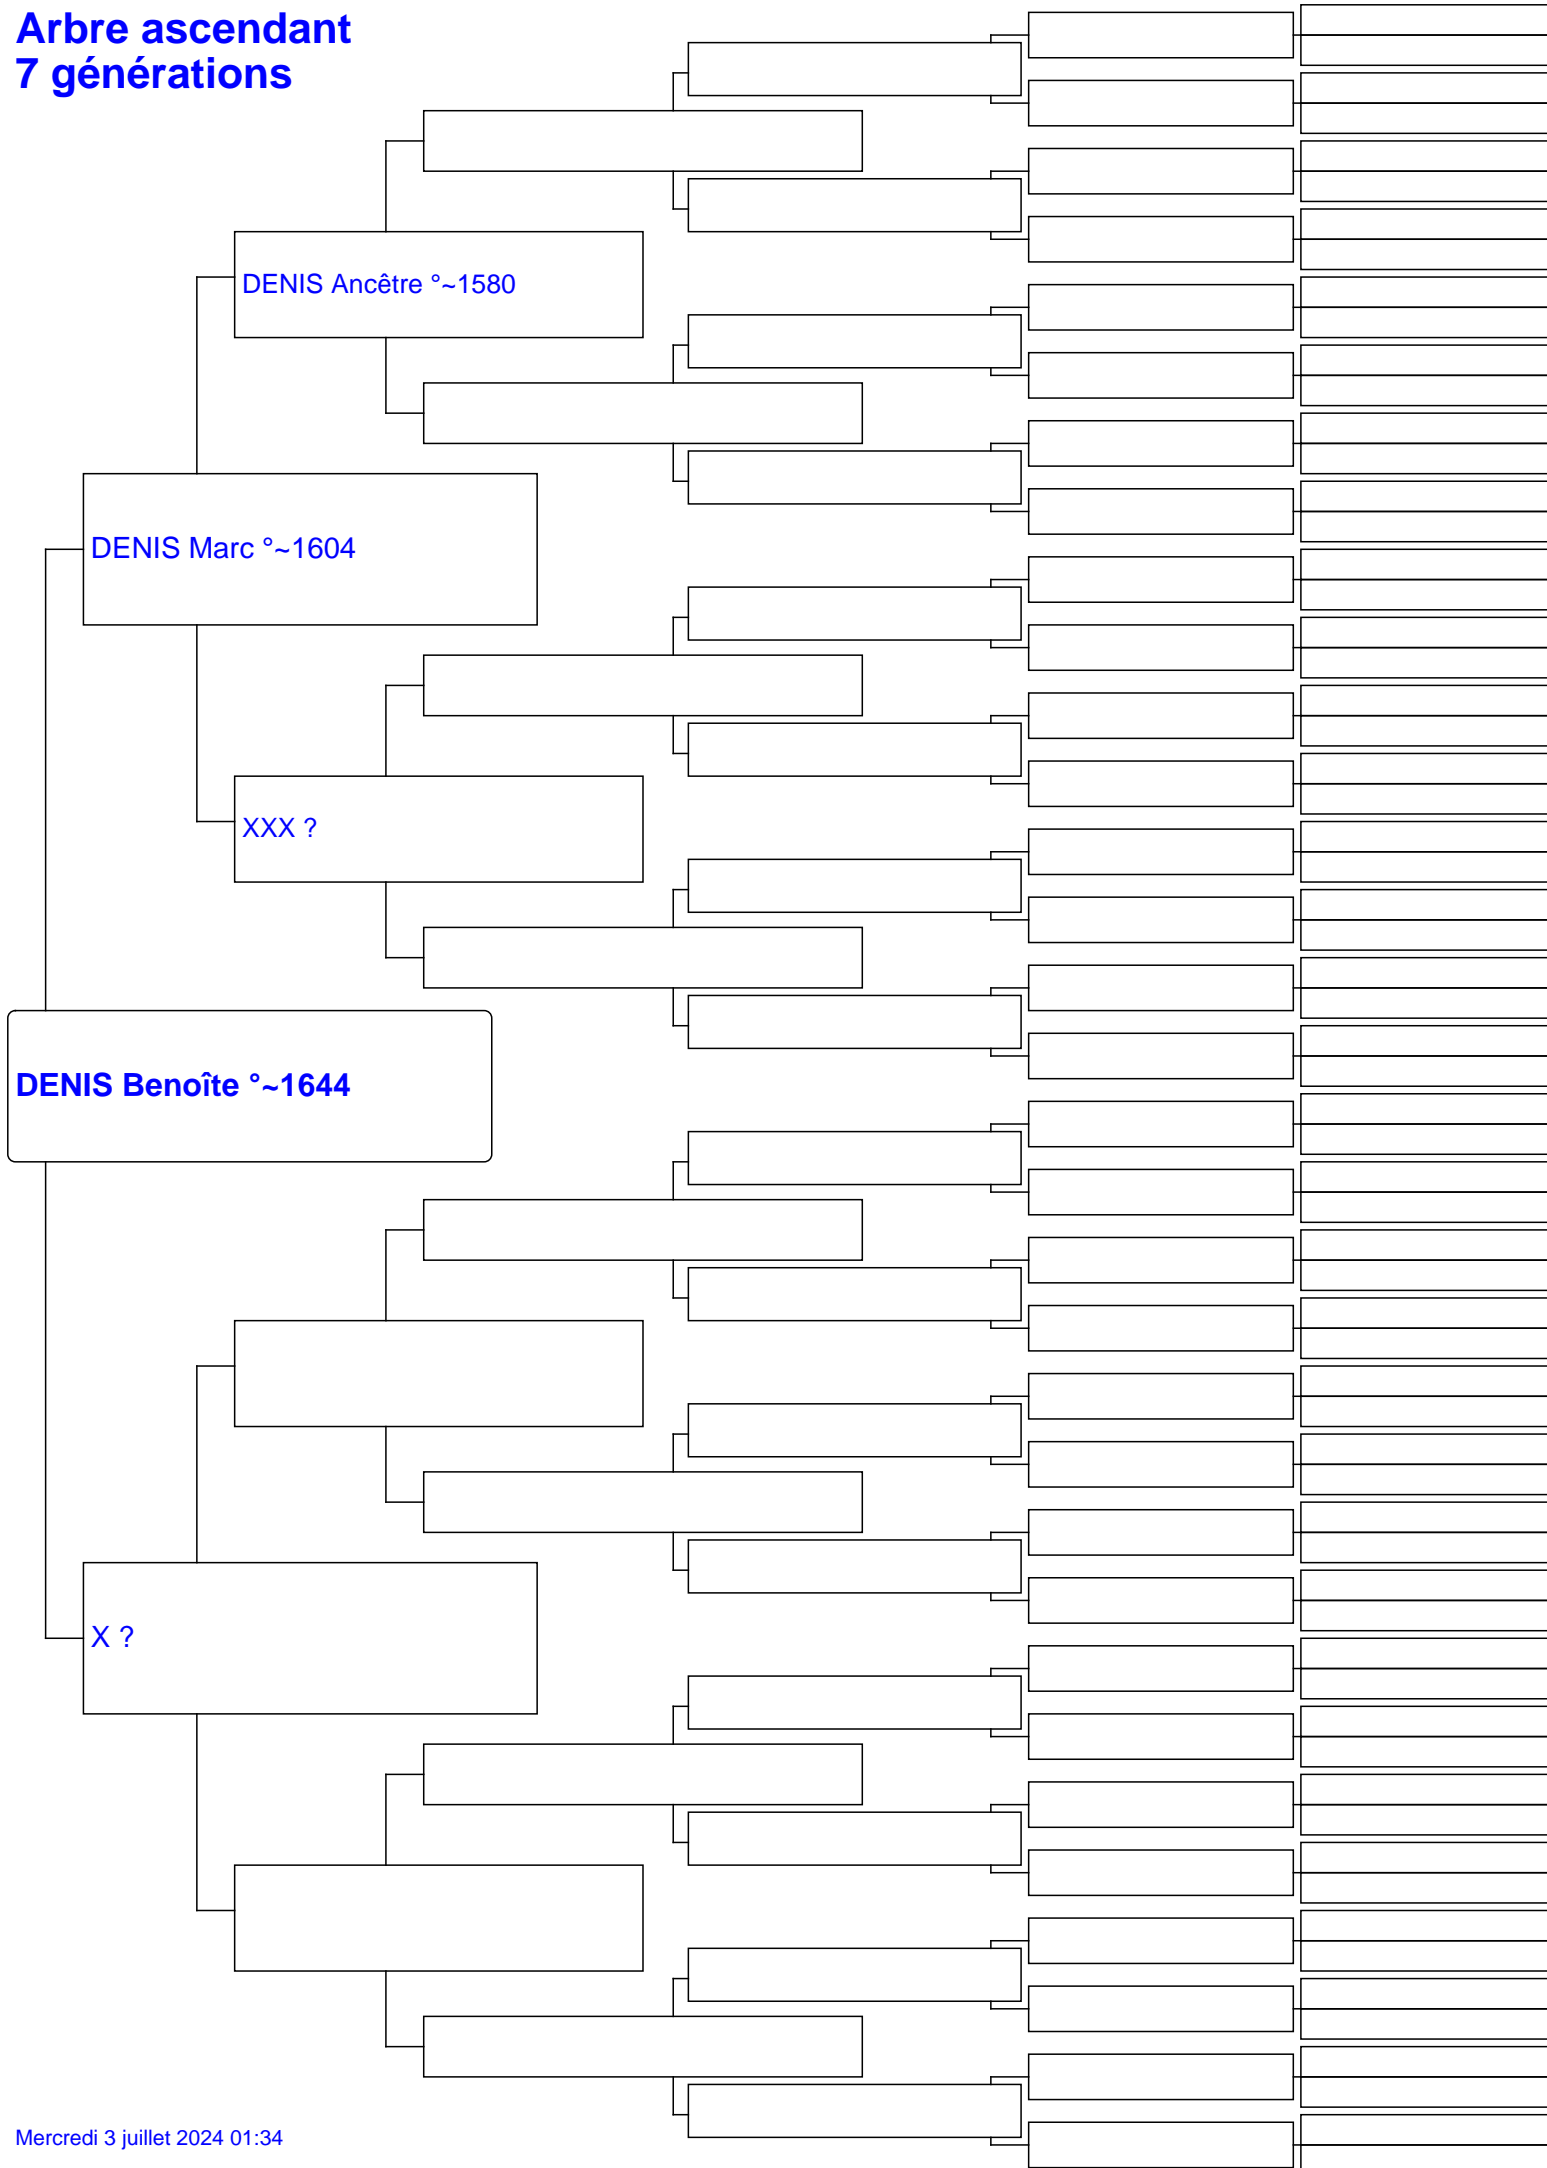 Arbre ascendant
7 générations
DENIS Ancêtre °~1580
DENIS Marc °~1604
XXX ?
DENIS Benoîte °~1644
X ?
Mercredi 3 juillet 2024 01:34